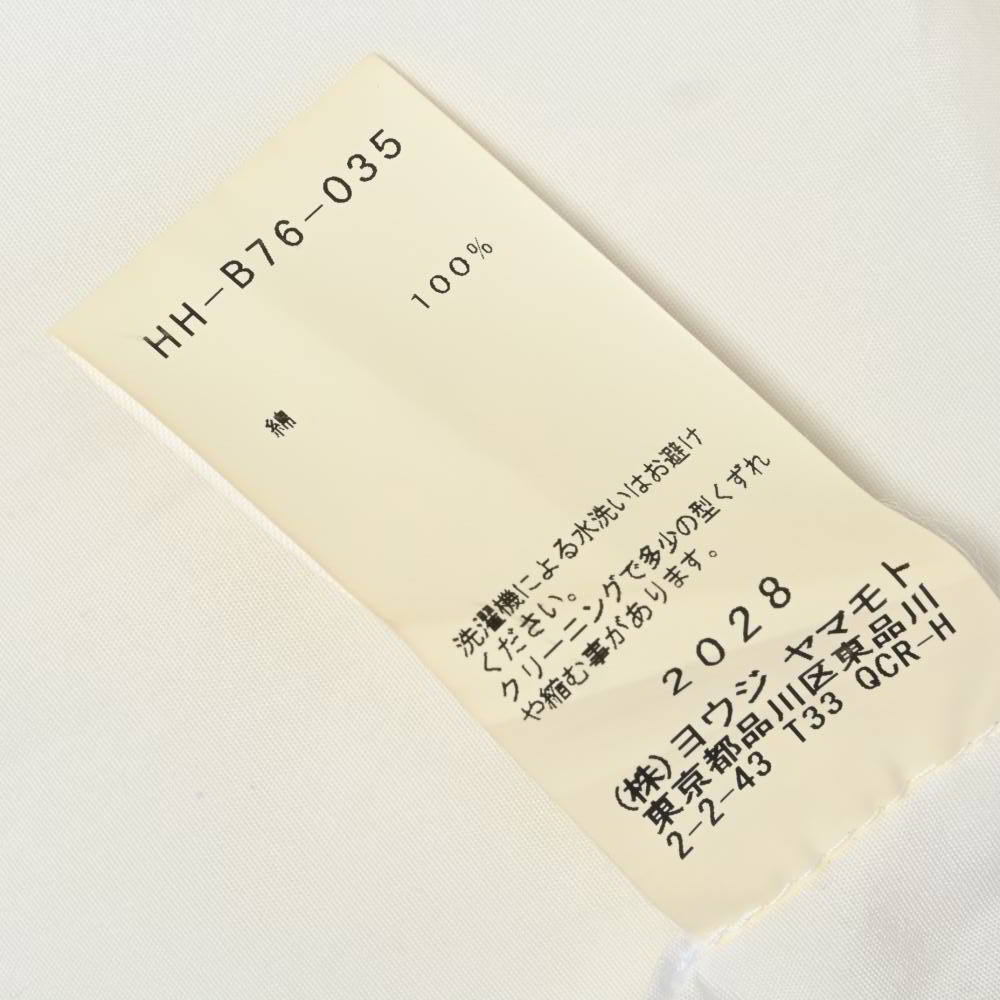 HH-B76-035
綿 100%
洗濯機による水洗いはお避け
ください。
クリーニングで多少の型くずれ
や縮む事があります。
2028
(株)ヨウジ ヤマモト
東京都品川区東品川
2-2-43 T33 QCR-H